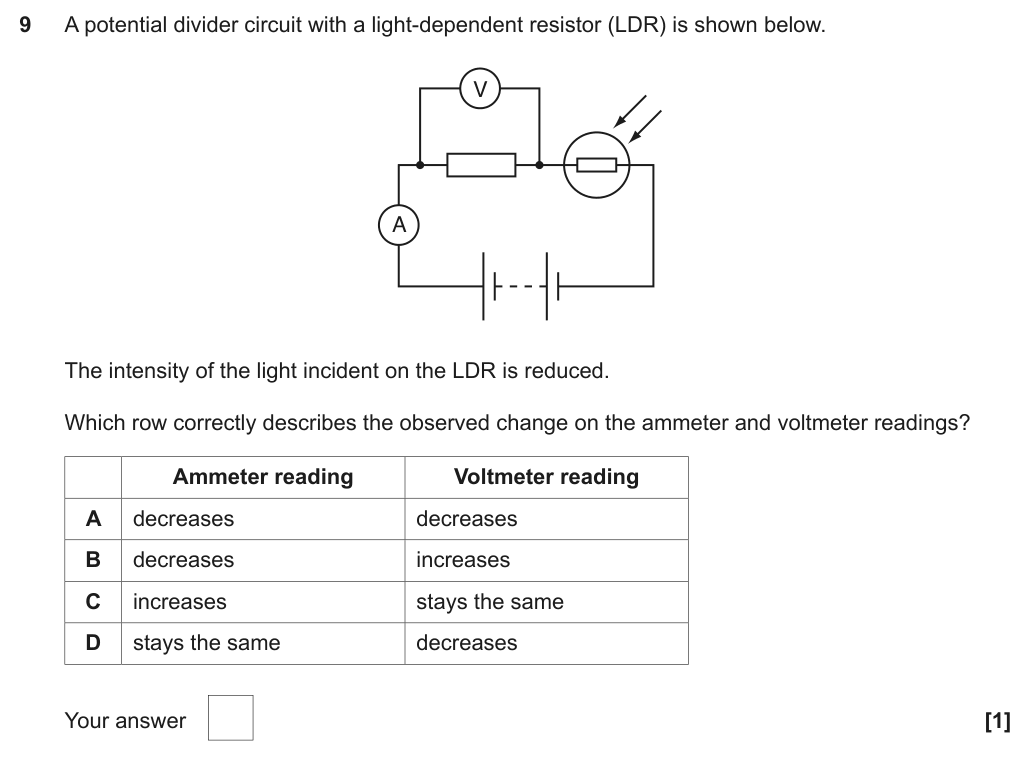 9 A potential divider circuit with a light-dependent resistor (LDR) is shown below.
V
A
The intensity of the light incident on the LDR is reduced.
Which row correctly describes the observed change on the ammeter and voltmeter readings?
Ammeter reading Voltmeter reading
A decreases decreases
B decreases increases
C increases stays the same
D stays the same decreases
Your answer [1]